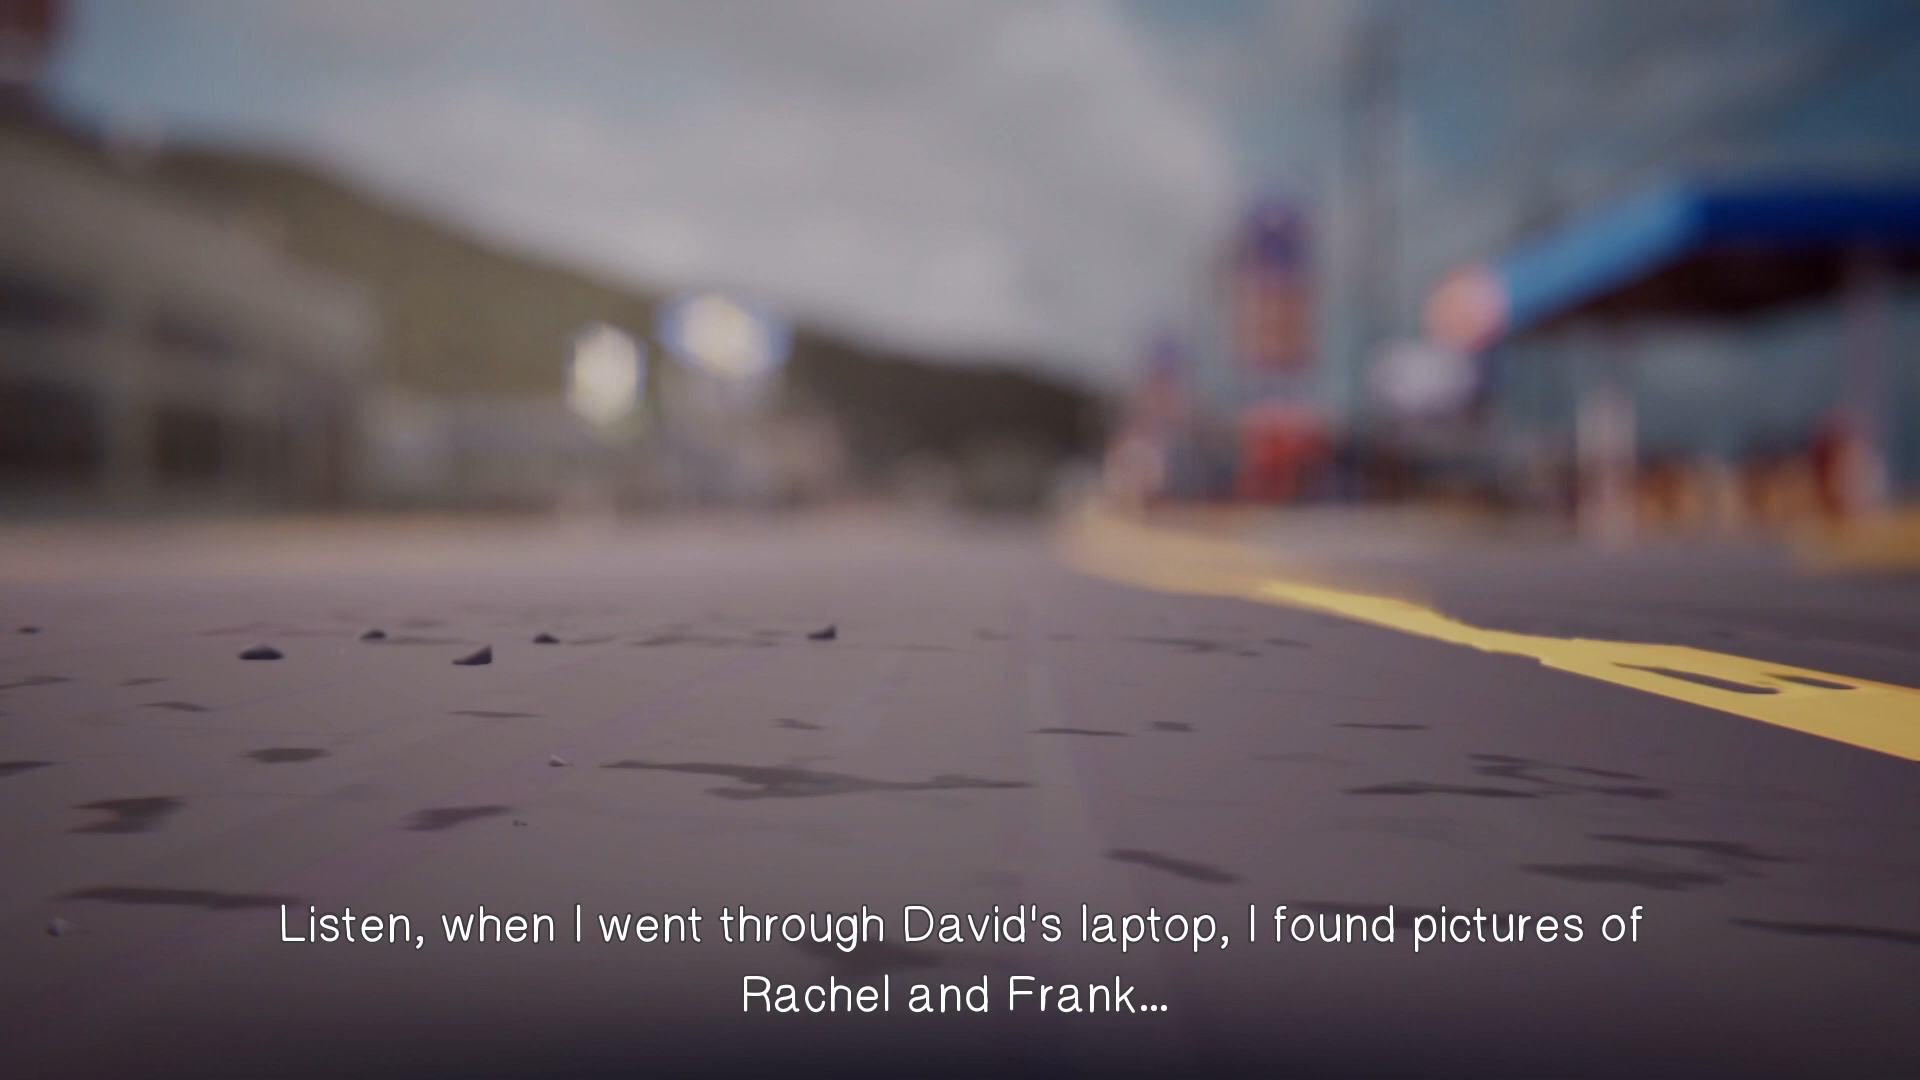 Listen, when I went through David's laptop, I found pictures of
Rachel and Frank...